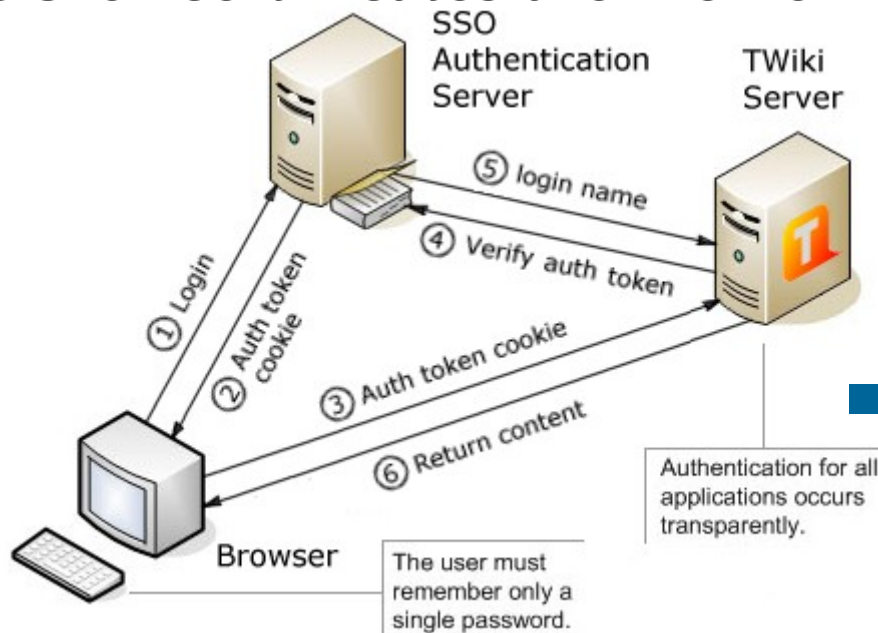 SSO
Authentication
Server
TWiki
Server
① Login
② Auth token
cookie
③ Auth token cookie
④ Verify auth token
⑤ login name
⑥ Return content
T
Browser
The user must
remember only a
single password.
Authentication for all
applications occurs
transparently.